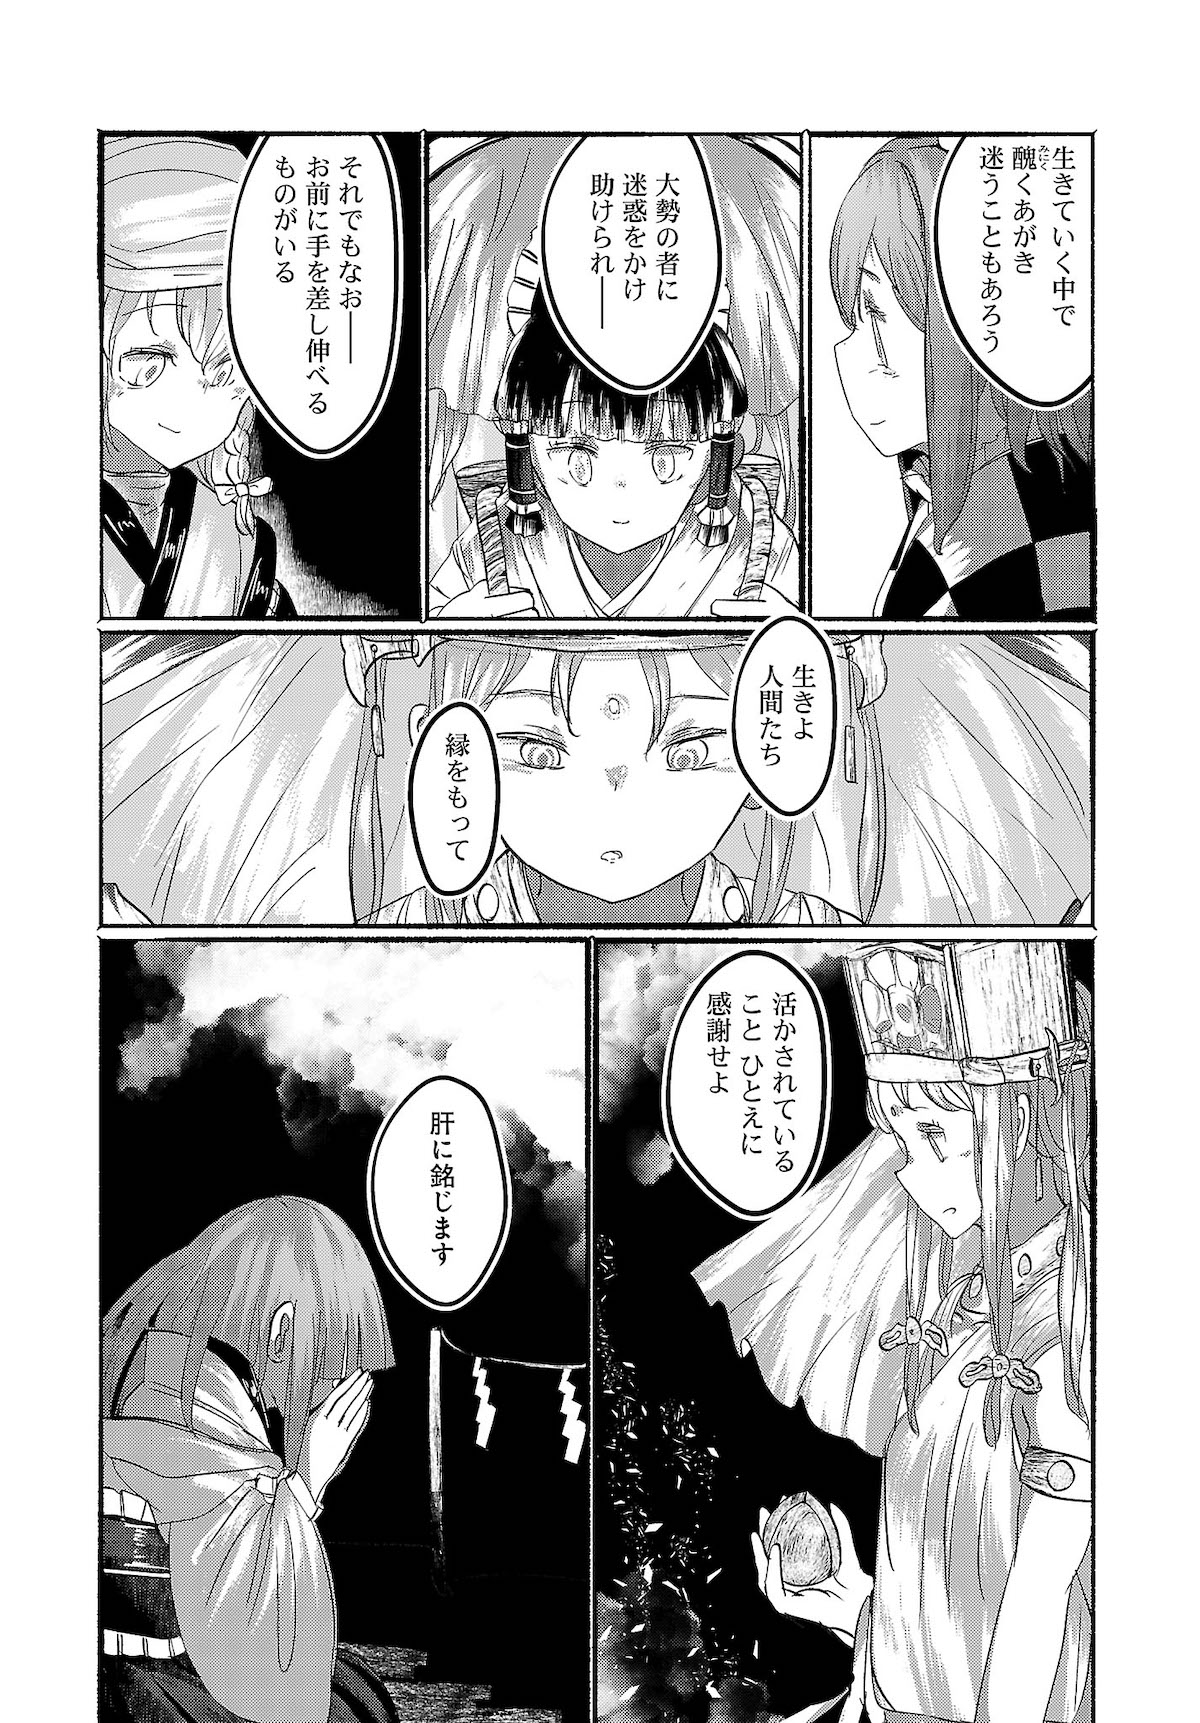 生きていく中で
醜くあがき
みにく
迷うこともあろう
大勢の者に
迷惑をかけ
助けられ――
それでもなお――
お前に手を差し伸べる
ものがいる
生きよ
人間たち
縁をもって
活かされている
こと ひとえに
感謝せよ
肝に銘じます